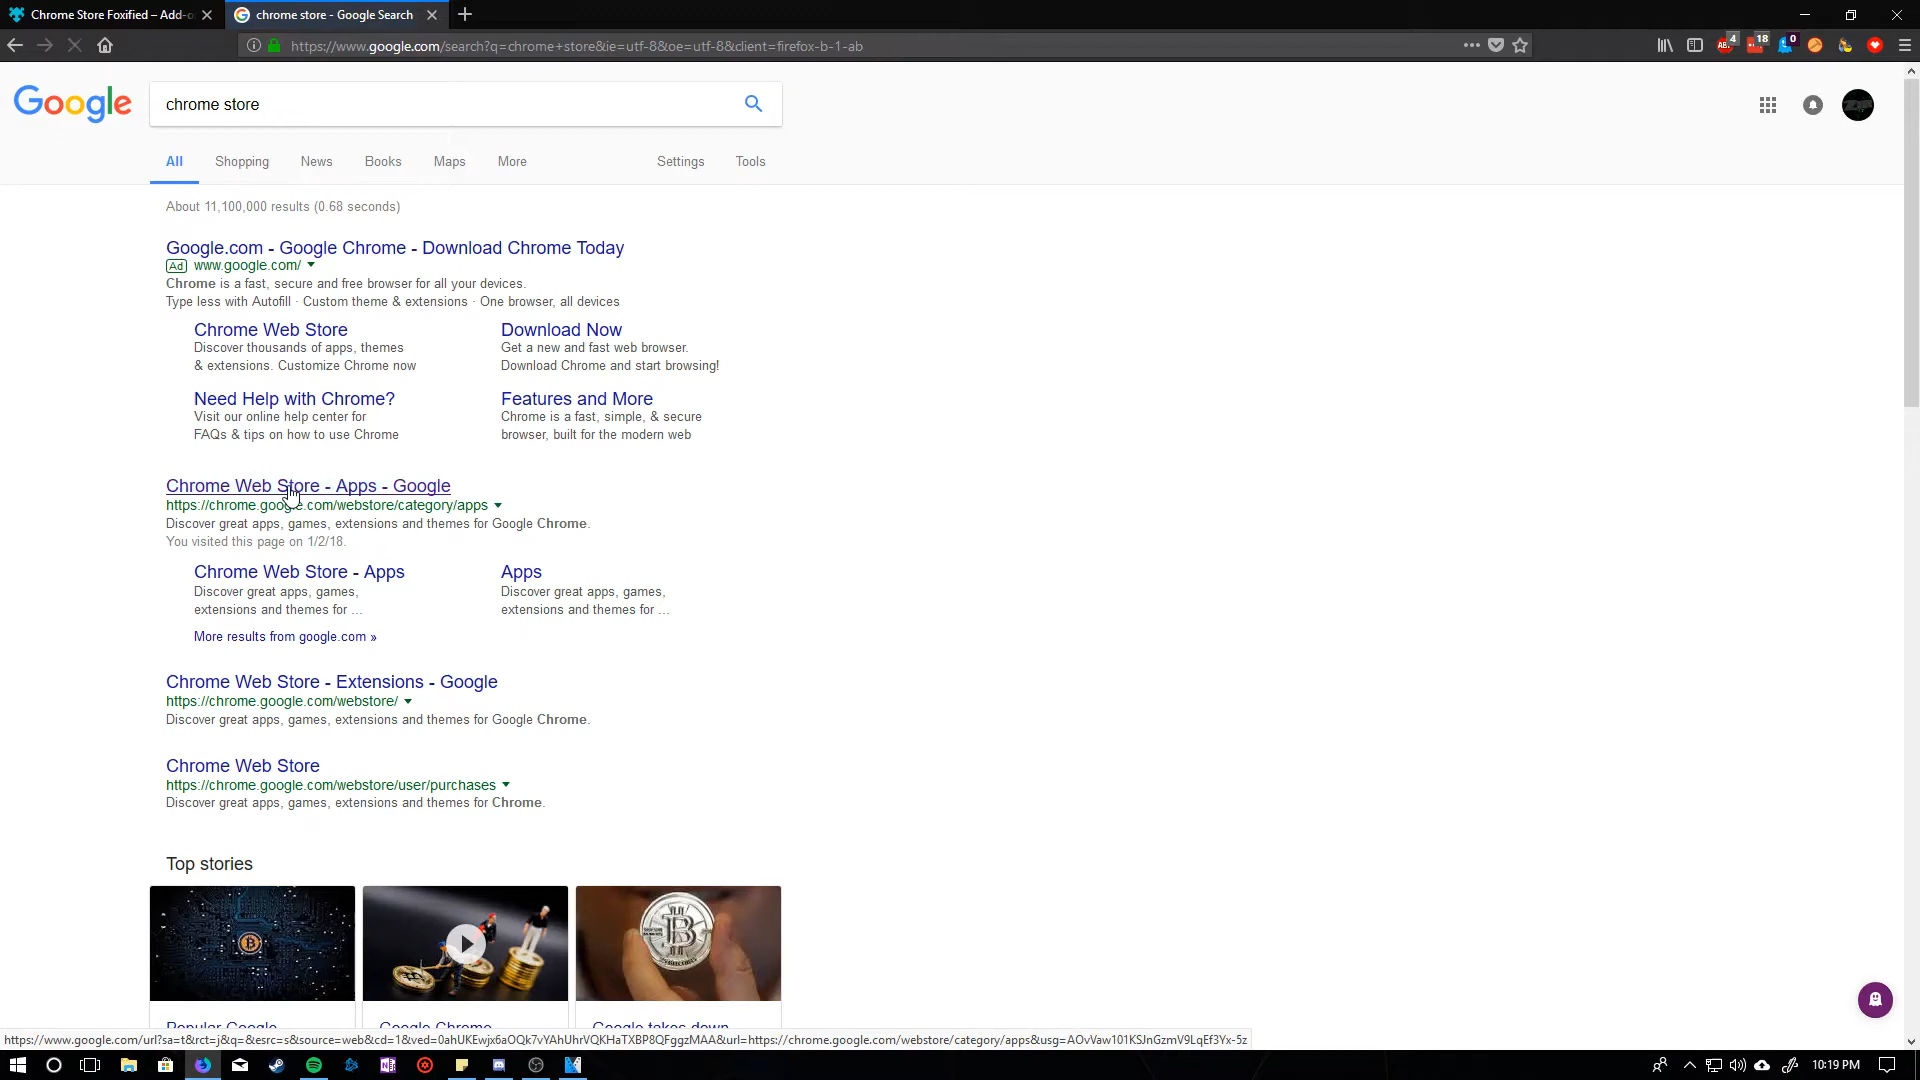 Chrome Store Foxified – Add-o
chrome store - Google Search
https://www.google.com/search?q=chrome+store&ie=utf-8&oe=utf-8&client=firefox-b-1-ab
4
18
0
Google
chrome store
All
Shopping
News
Books
Maps
More
Settings
Tools
About 11,100,000 results (0.68 seconds)
Google.com - Google Chrome - Download Chrome Today
Ad www.google.com/
Chrome is a fast, secure and free browser for all your devices.
Type less with Autofill · Custom theme & extensions · One browser, all devices
Chrome Web Store
Discover thousands of apps, themes
& extensions. Customize Chrome now
Download Now
Get a new and fast web browser.
Download Chrome and start browsing!
Need Help with Chrome?
Visit our online help center for
FAQs & tips on how to use Chrome
Features and More
Chrome is a fast, simple, & secure
browser, built for the modern web
Chrome Web Store - Apps - Google
https://chrome.google.com/webstore/category/apps
Discover great apps, games, extensions and themes for Google Chrome.
You visited this page on 1/2/18.
Chrome Web Store - Apps
Discover great apps, games,
extensions and themes for ...
Apps
Discover great apps, games,
extensions and themes for ...
More results from google.com »
Chrome Web Store - Extensions - Google
https://chrome.google.com/webstore/
Discover great apps, games, extensions and themes for Google Chrome.
Chrome Web Store
https://chrome.google.com/webstore/user/purchases
Discover great apps, games, extensions and themes for Chrome.
Top stories
Popular Google
Google Chrome
Google takes down
https://www.google.com/url?sa=t&rct=j&q=&esrc=s&source=web&cd=1&ved=0ahUKEwjx6aOQk7vYAhUhrVQKHaTXBP8QFggzMAA&url=https://chrome.google.com/webstore/category/apps&usg=AOvVaw101KSJnGzmV9LqEf3Yx-5z
10:19 PM